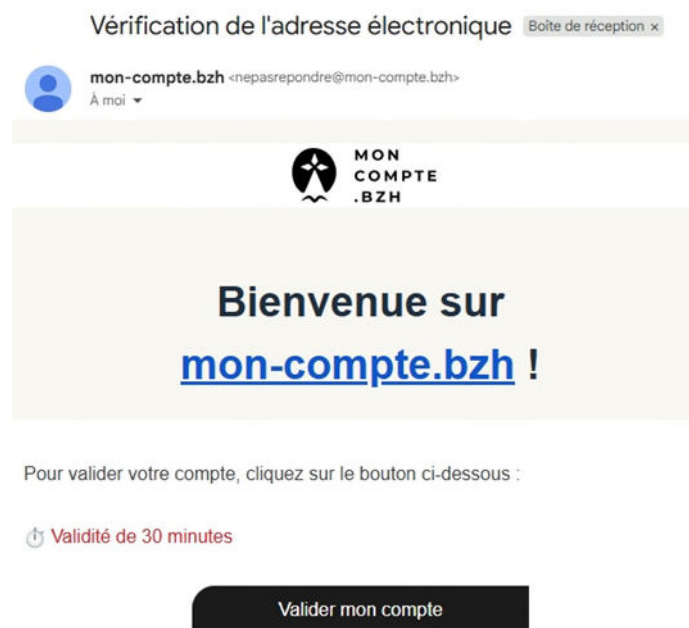 Vérification de l'adresse électronique Boîte de réception ×
mon-compte.bzh <nepasrepondre@mon-compte.bzh>
À moi
MON
COMPTE
.BZH
Bienvenue sur
mon-compte.bzh !
Pour valider votre compte, cliquez sur le bouton ci-dessous :
Validité de 30 minutes
Valider mon compte